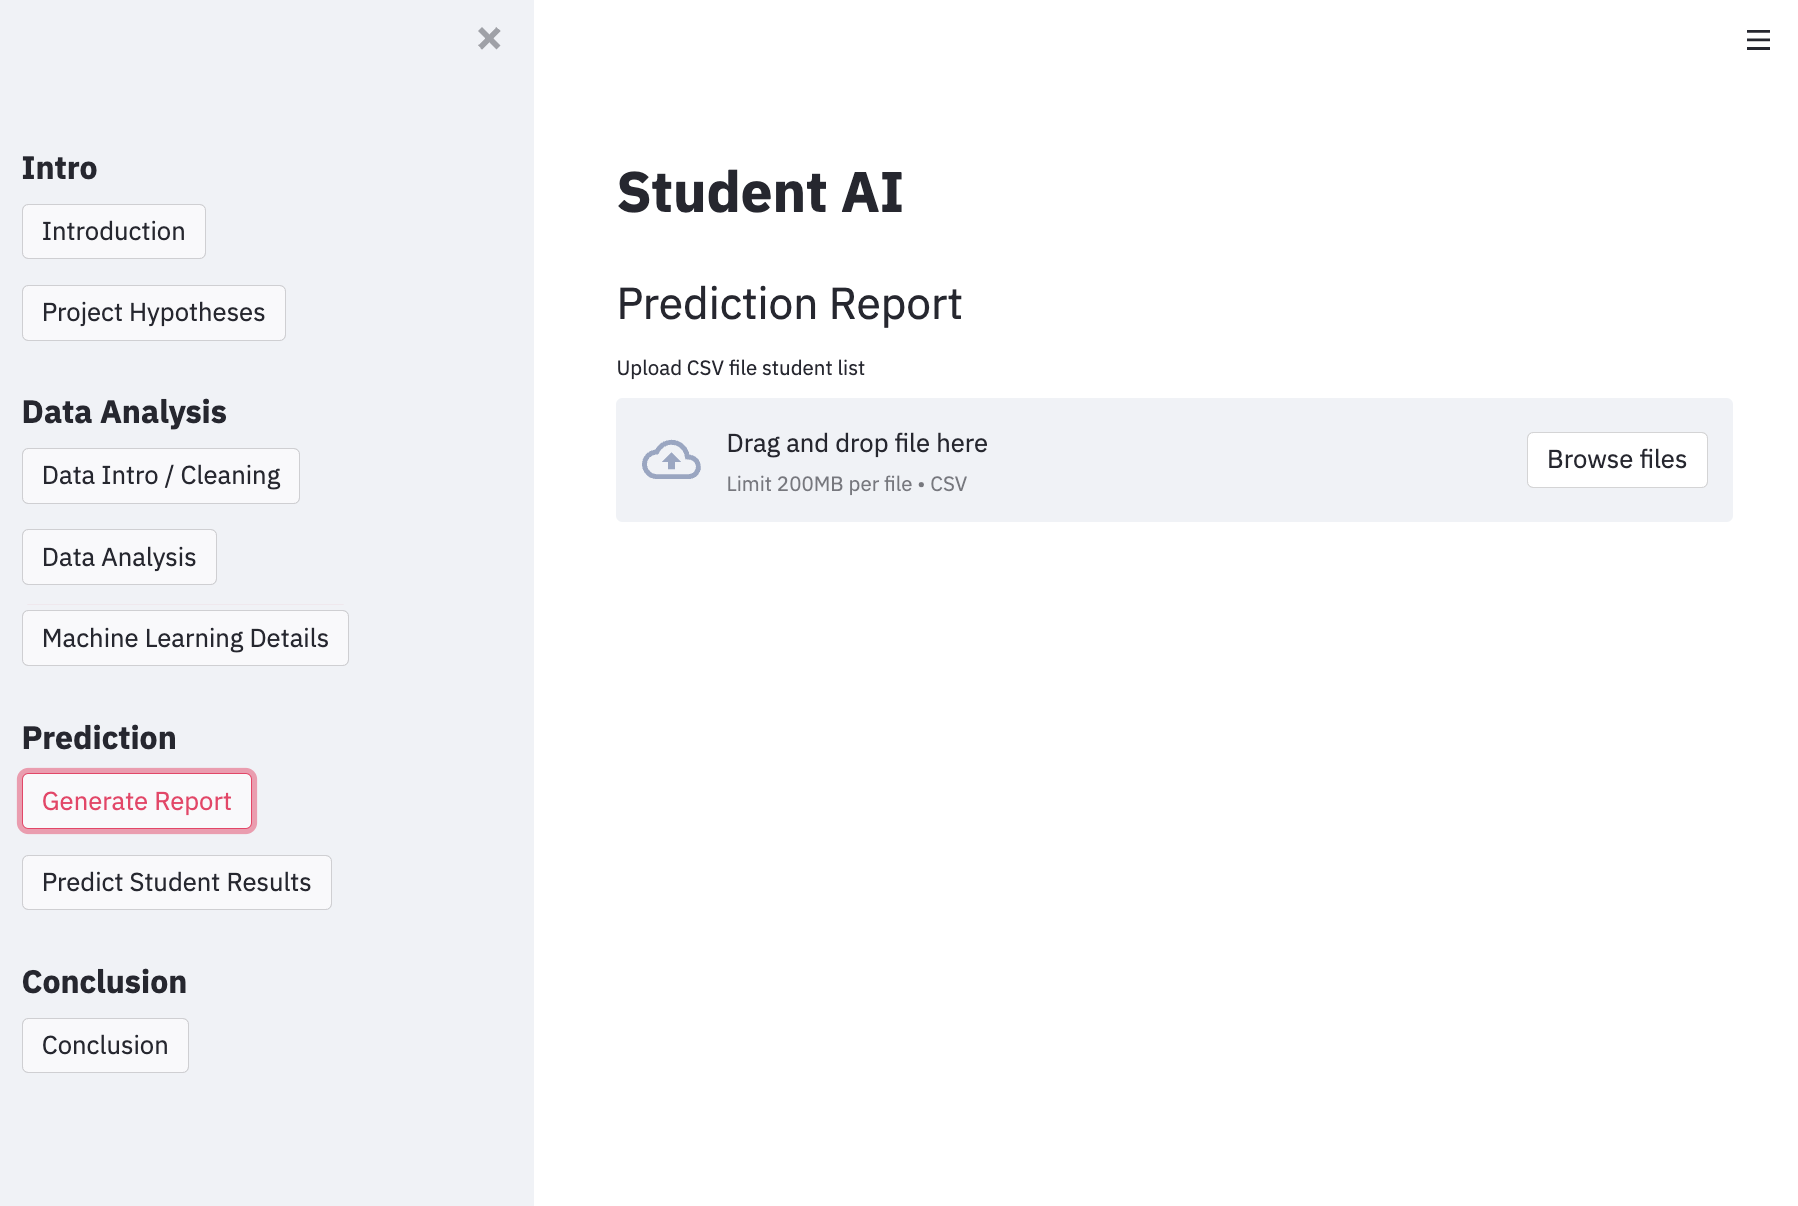 Intro
Introduction
Project Hypotheses
Data Analysis
Data Intro / Cleaning
Data Analysis
Machine Learning Details
Prediction
Generate Report
Predict Student Results
Conclusion
Conclusion
Student AI
Prediction Report
Upload CSV file student list
Drag and drop file here
Limit 200MB per file • CSV
Browse files